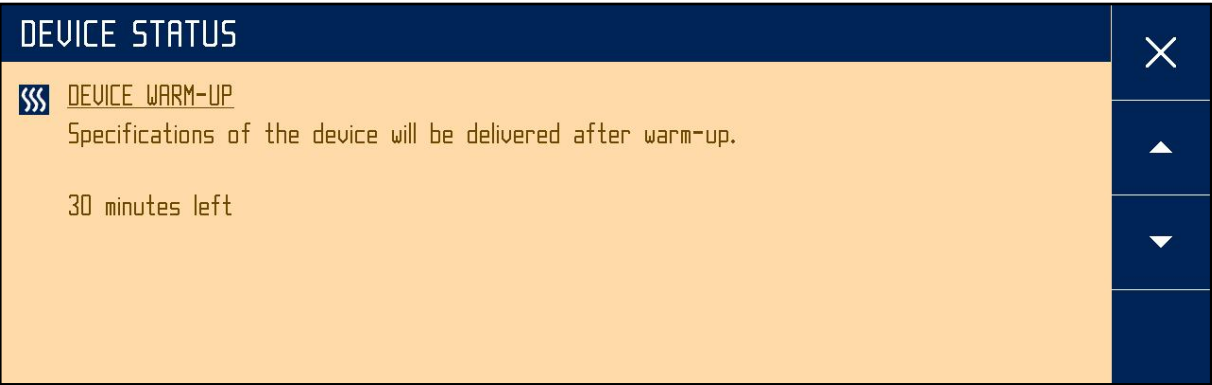 DEVICE STATUS
DEVICE WARM-UP
Specifications of the device will be delivered after warm-up.
30 minutes left